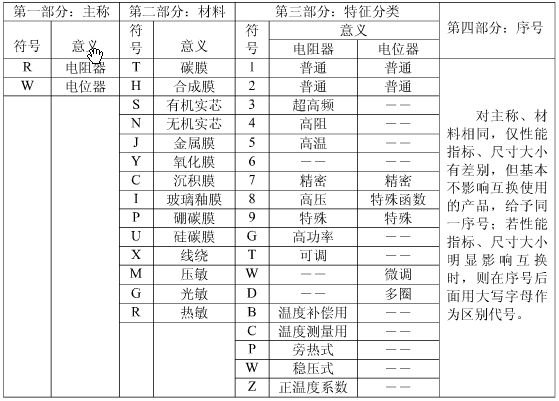 第一部分：主称 第二部分：材料 第三部分：特征分类 第四部分：序号
符号 意义 符号 意义 符号 意义
电阻器 电位器
R 电阻器 T 碳膜 1 普通 普通
W 电位器 H 合成膜 2 普通 普通
S 有机实芯 3 超高频 －－
N 无机实芯 4 高阻 －－
J 金属膜 5 高温 －－
Y 氧化膜 6 －－ －－
C 沉积膜 7 精密 精密
I 玻璃釉膜 8 高压 特殊函数
P 硼碳膜 9 特殊 特殊
U 硅碳膜 G 高功率 －－
X 线绕 T 可调 －－
M 压敏 W －－ 微调
G 光敏 D －－ 多圈
R 热敏 B 温度补偿用 －－
C 温度测量用 －－
P 旁热式 －－
W 稳压式 －－
Z 正温度系数 －－
对主称、材
料相同，仅性能
指标、尺寸大小
有差别，但基本
不影响互换使用
的产品，给予同
一序号；若性能
指标、尺寸大小
明显影响互换
时，则在序号后
面用大写字母作
为区别代号。